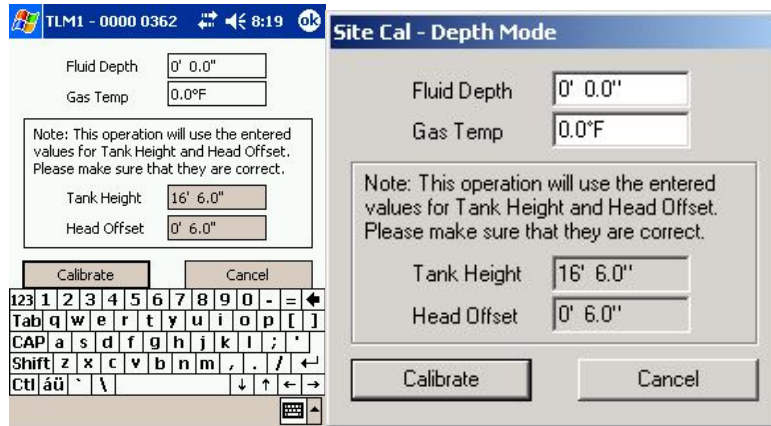 TLM1 - 0000 0362 8:19 ok
Fluid Depth 0' 0.0"
Gas Temp 0.0°F
Note: This operation will use the entered
values for Tank Height and Head Offset.
Please make sure that they are correct.
Tank Height 16' 6.0"
Head Offset 0' 6.0"
Calibrate Cancel
123 1 2 3 4 5 6 7 8 9 0 - =
Tab q w e r t y u i o p [ ]
CAP a s d f g h j k l ; '
Shift z x c v b n m , . /
Ctl áü ` \
Site Cal - Depth Mode
Fluid Depth 0' 0.0"
Gas Temp 0.0°F
Note: This operation will use the entered
values for Tank Height and Head Offset.
Please make sure that they are correct.
Tank Height 16' 6.0"
Head Offset 0' 6.0"
Calibrate Cancel